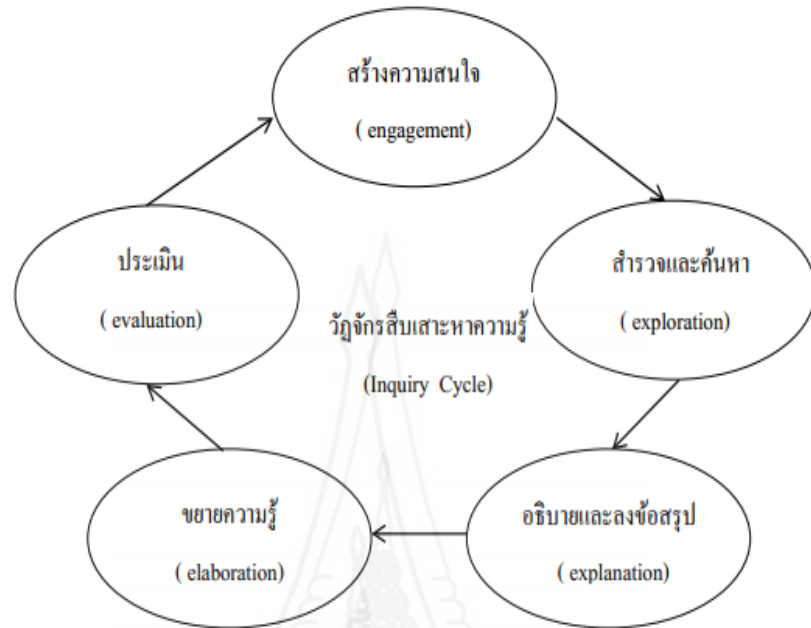 สร้างความสนใจ
( engagement)
สำรวจและค้นหา
( exploration)
อธิบายและลงข้อสรุป
( explanation)
ขยายความรู้
( elaboration)
ประเมิน
( evaluation)
วัฏจักรสืบเสาะหาความรู้
(Inquiry Cycle)